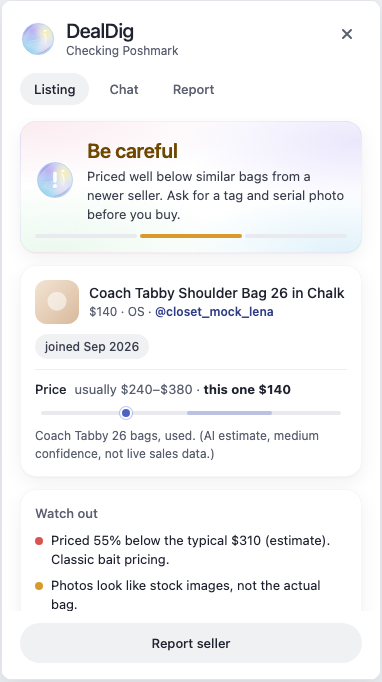 DealDig
Checking Poshmark
Listing
Chat
Report
Be careful
Priced well below similar bags from a
newer seller. Ask for a tag and serial photo
before you buy.
Coach Tabby Shoulder Bag 26 in Chalk
$140 · OS · @closet_mock_lena
joined Sep 2026
Price usually $240–$380 · this one $140
Coach Tabby 26 bags, used. (AI estimate, medium
confidence, not live sales data.)
Watch out
Priced 55% below the typical $310 (estimate).
Classic bait pricing.
Photos look like stock images, not the actual
bag.
Report seller